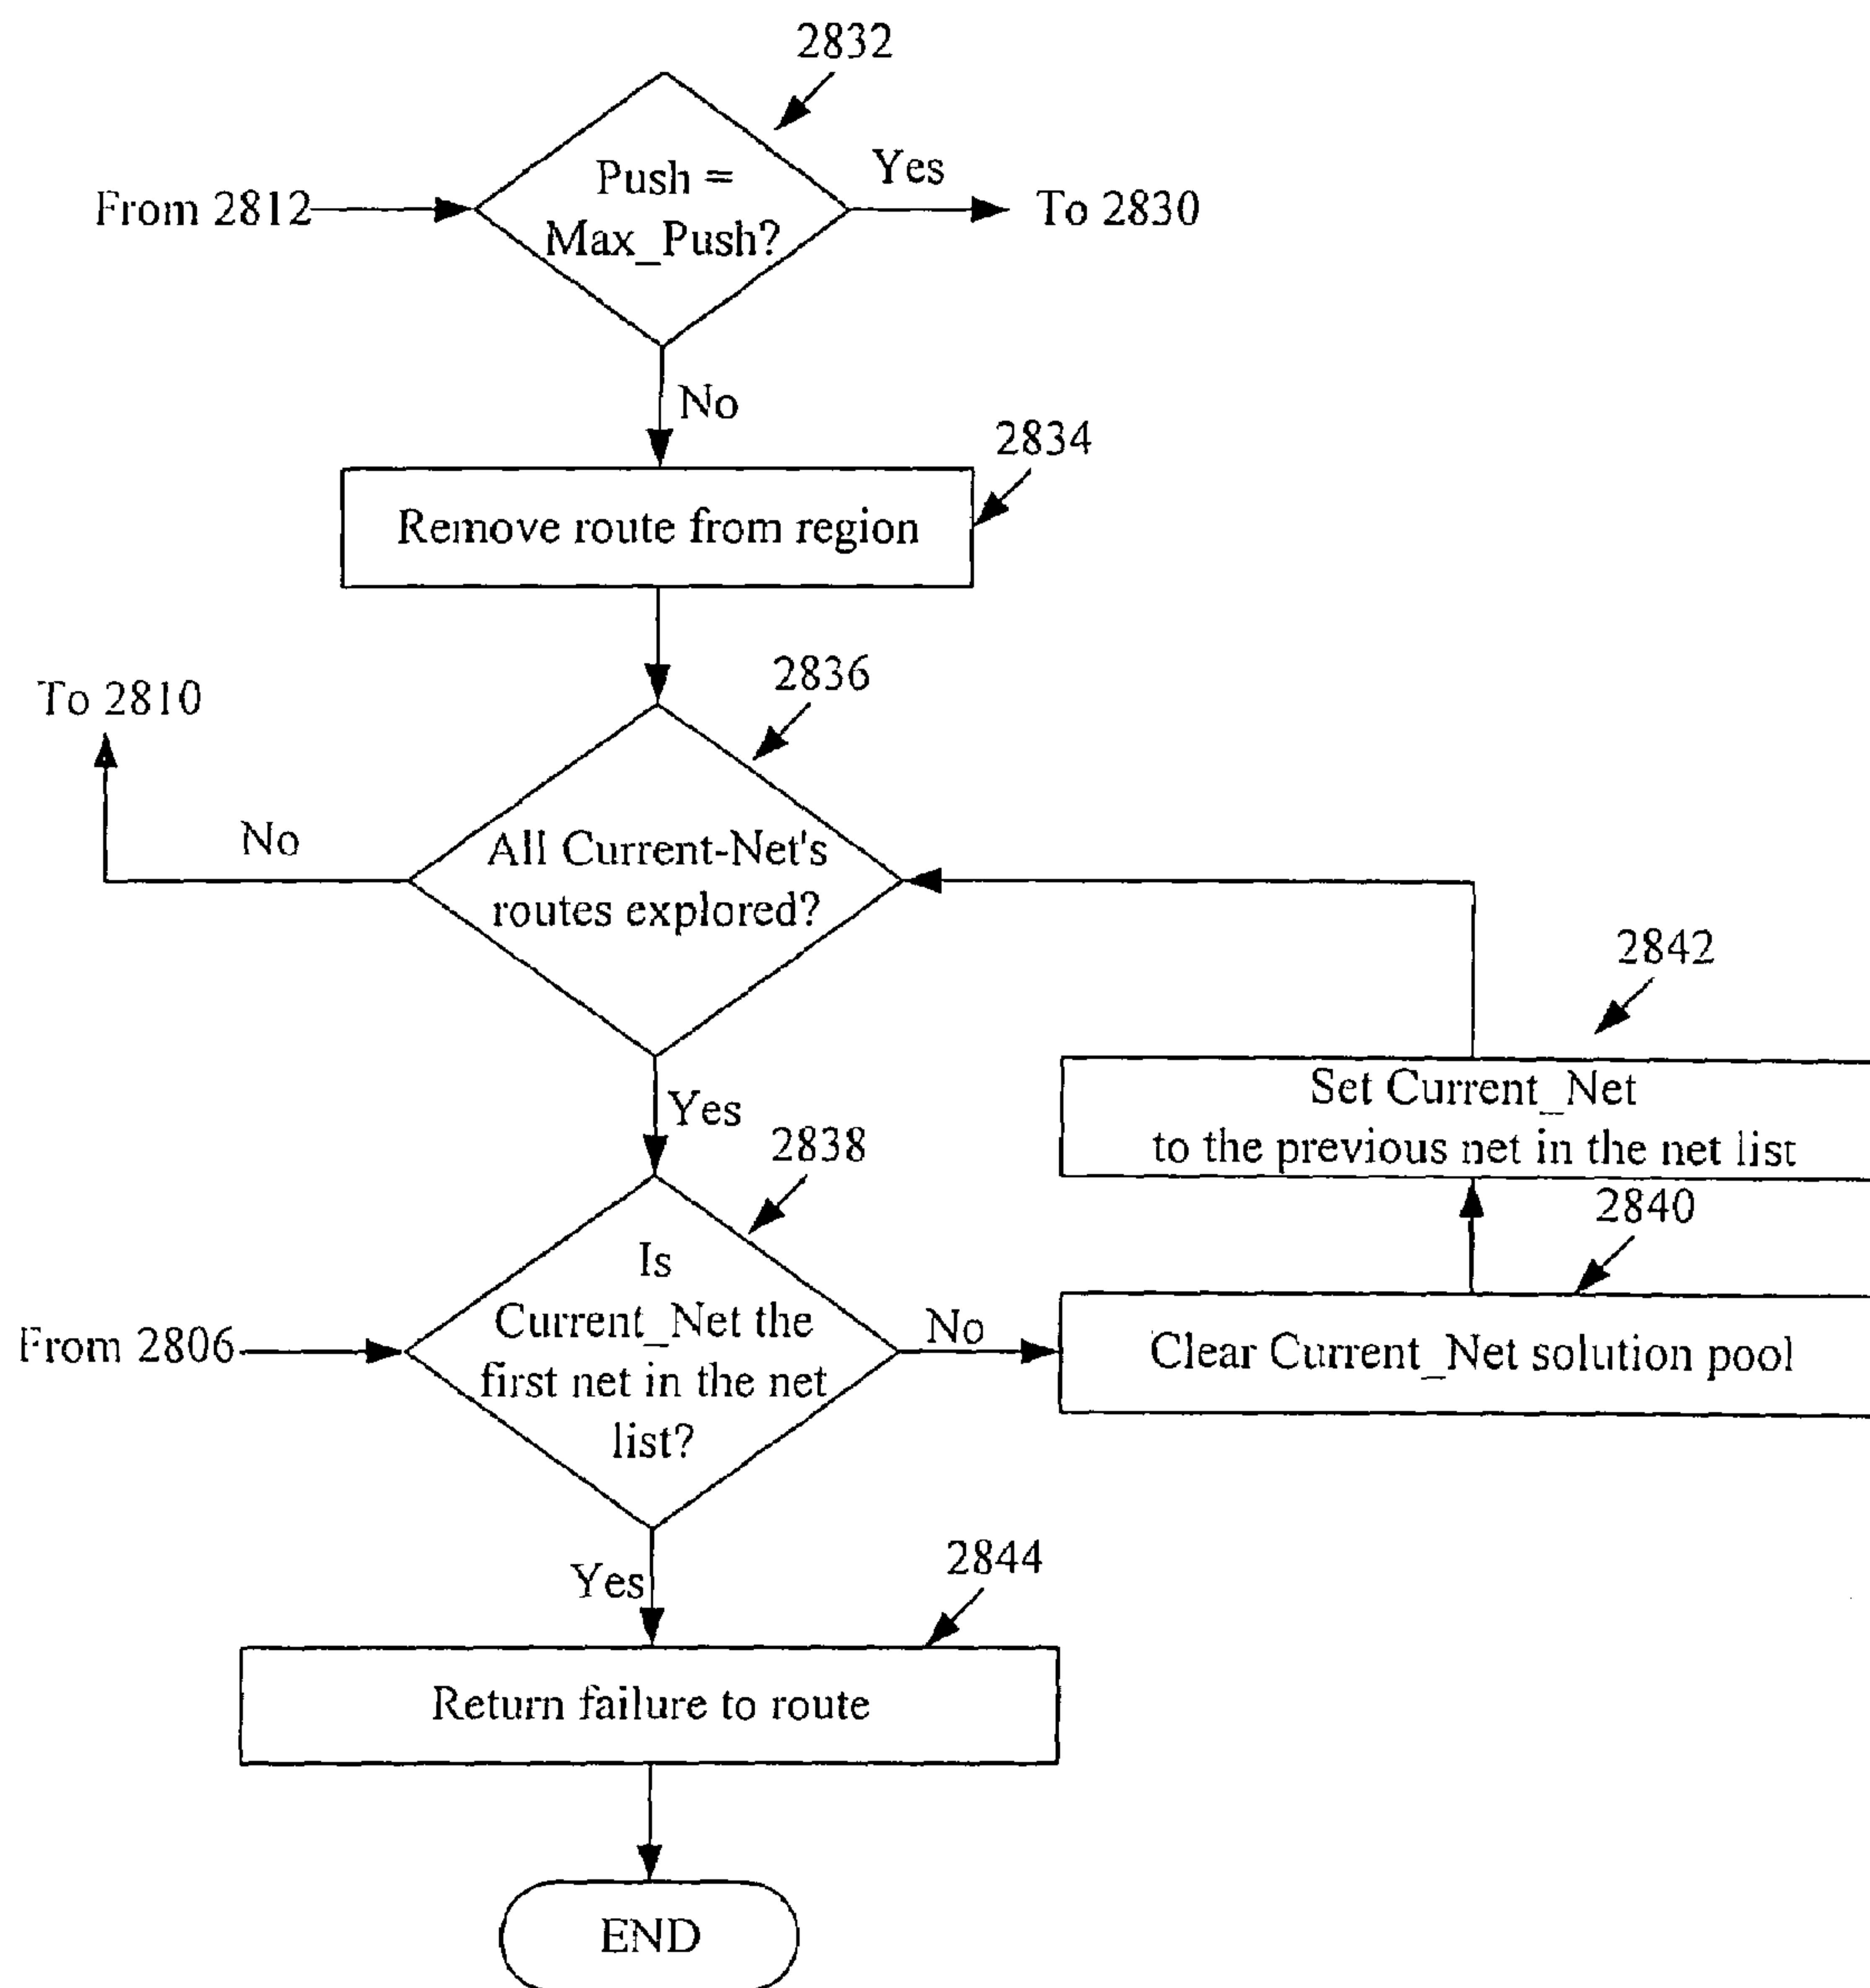 2832
Push =
Max_Push?
Yes
From 2812
To 2830
No
2834
Remove route from region
2836
To 2810
No
All Current-Net's
routes explored?
2842
Set Current_Net
to the previous net in the net list
Yes
2838
2840
Is
Current_Net the
first net in the net
list?
From 2806
No
Clear Current_Net solution pool
Yes
2844
Return failure to route
END